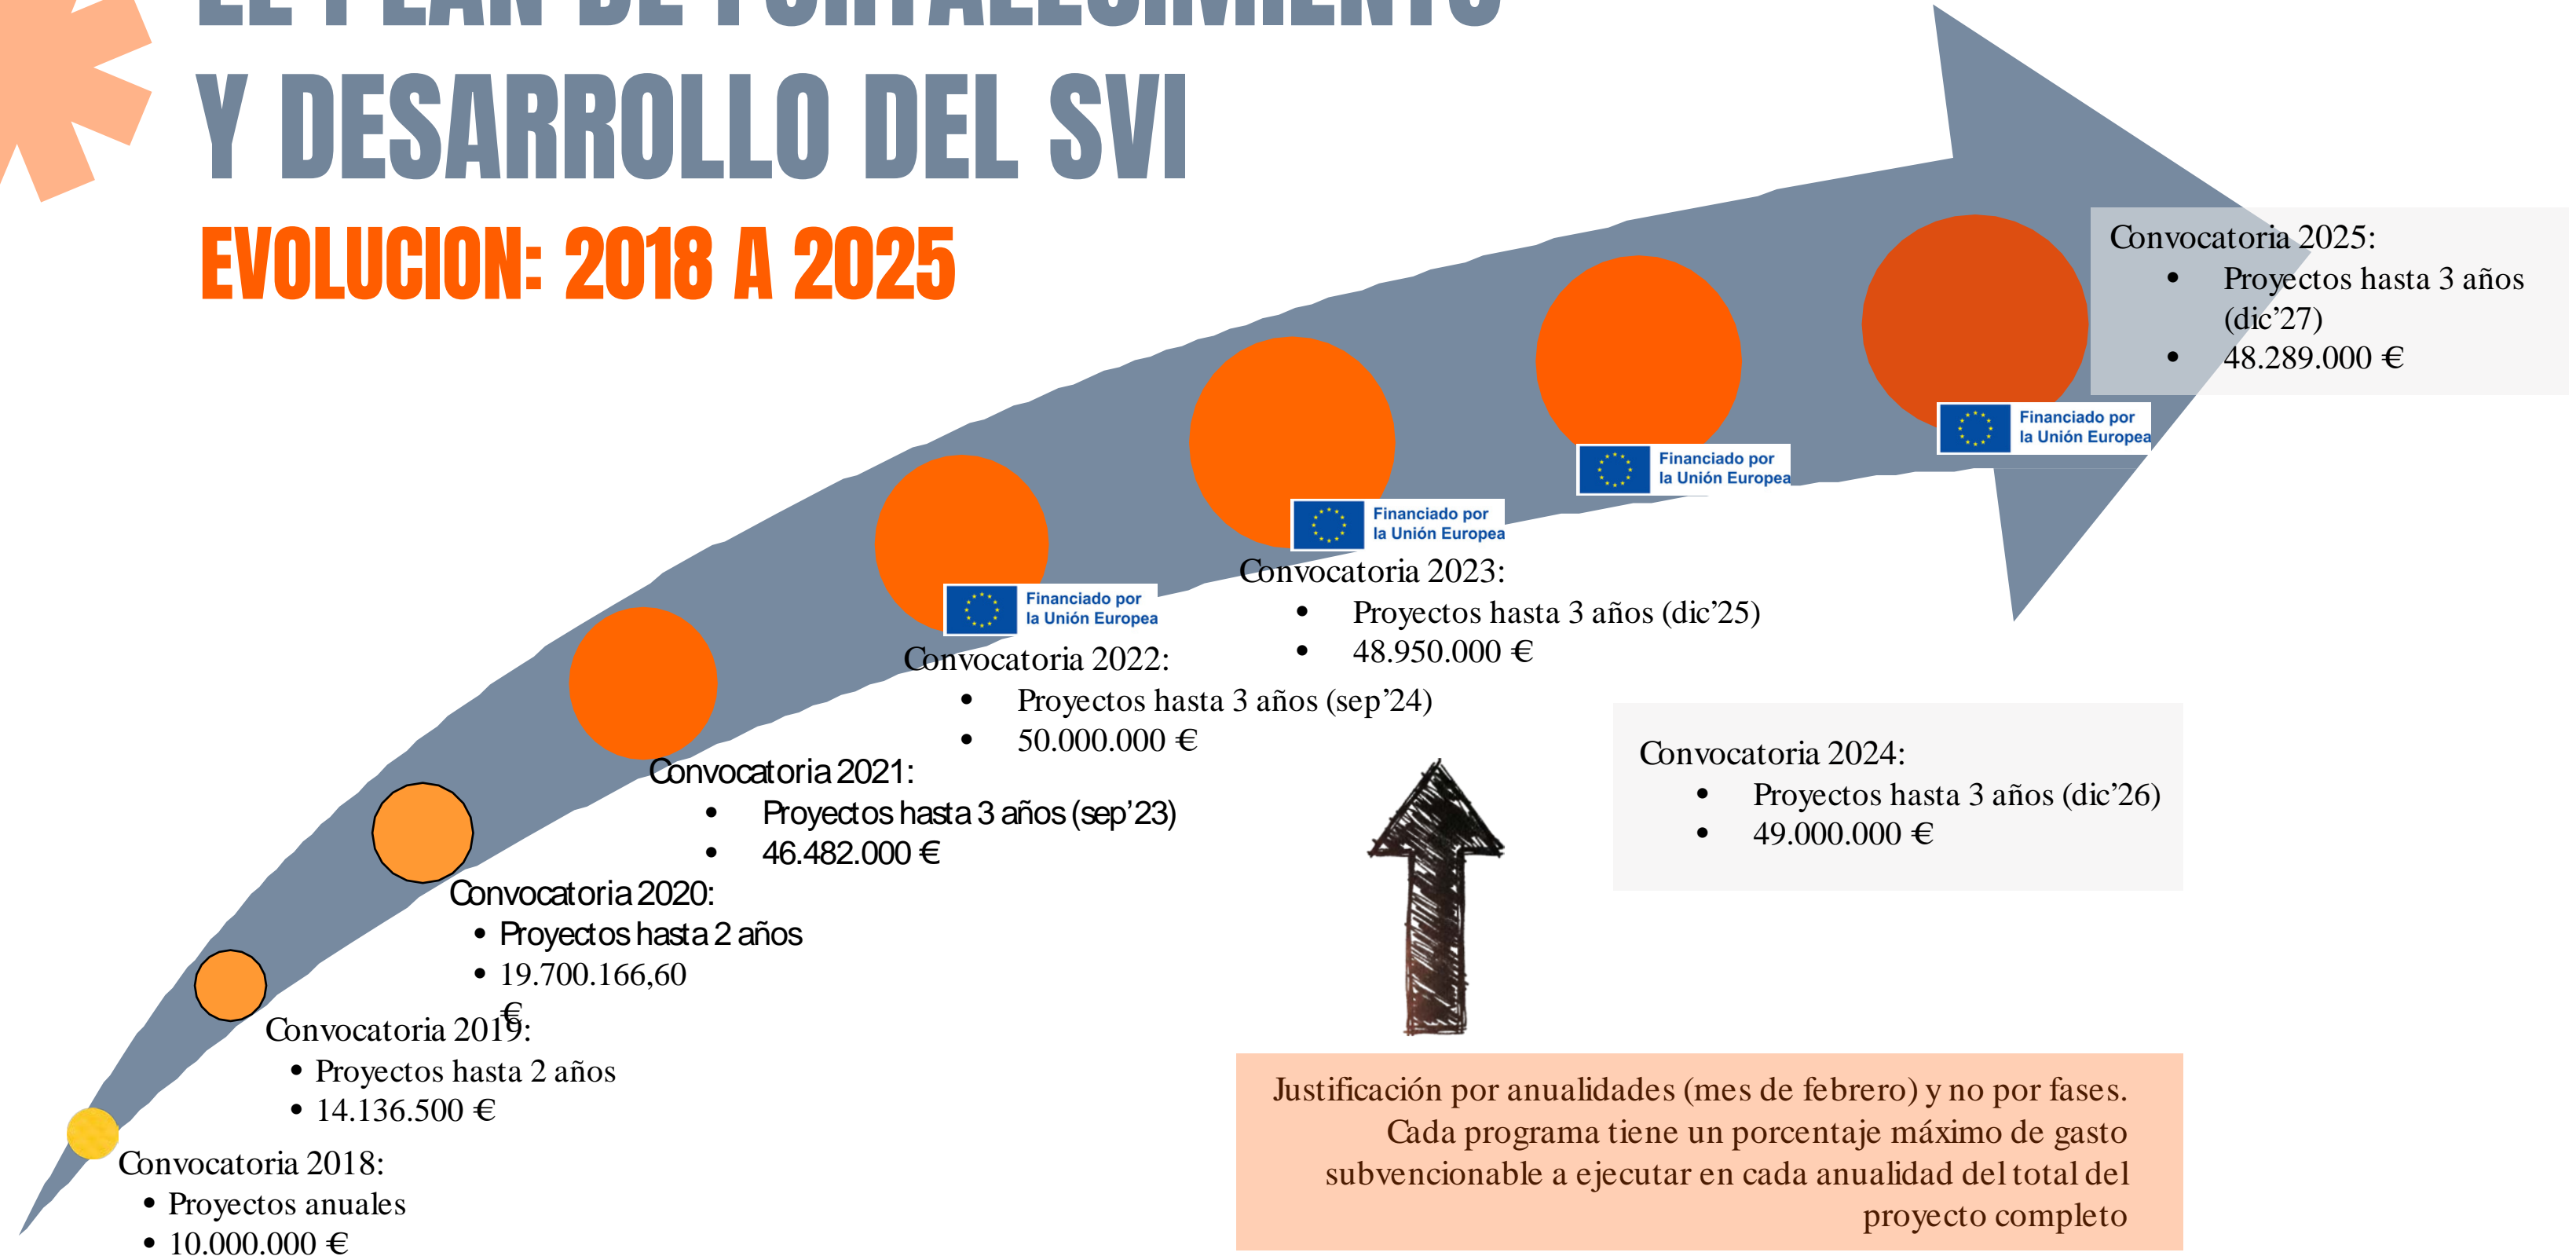 EL PLAN DE FORTALECIMIENTO
Y DESARROLLO DEL SVI
EVOLUCION: 2018 A 2025
Convocatoria 2025:
• Proyectos hasta 3 años
(dic’27)
• 48.289.000 €
Financiado por
la Unión Europea
Financiado por
la Unión Europea
Financiado por
la Unión Europea
Convocatoria 2023:
• Proyectos hasta 3 años (dic’25)
• 48.950.000 €
Financiado por
la Unión Europea
Convocatoria 2022:
• Proyectos hasta 3 años (sep’24)
• 50.000.000 €
Convocatoria 2024:
• Proyectos hasta 3 años (dic’26)
• 49.000.000 €
Convocatoria 2021:
• Proyectos hasta 3 años (sep’23)
• 46.482.000 €
Convocatoria 2020:
• Proyectos hasta 2 años
• 19.700.166,60
€
Convocatoria 2019:
• Proyectos hasta 2 años
• 14.136.500 €
Convocatoria 2018:
• Proyectos anuales
• 10.000.000 €
Justificación por anualidades (mes de febrero) y no por fases.
Cada programa tiene un porcentaje máximo de gasto
subvencionable a ejecutar en cada anualidad del total del
proyecto completo